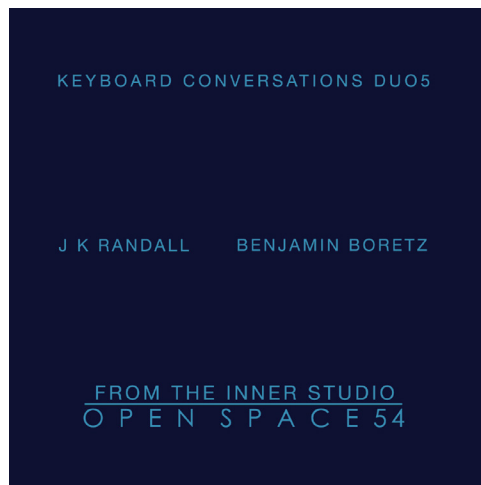 KEYBOARD CONVERSATIONS DUO5
J K RANDALL BENJAMIN BORETZ
FROM THE INNER STUDIO
OPEN SPACE 54